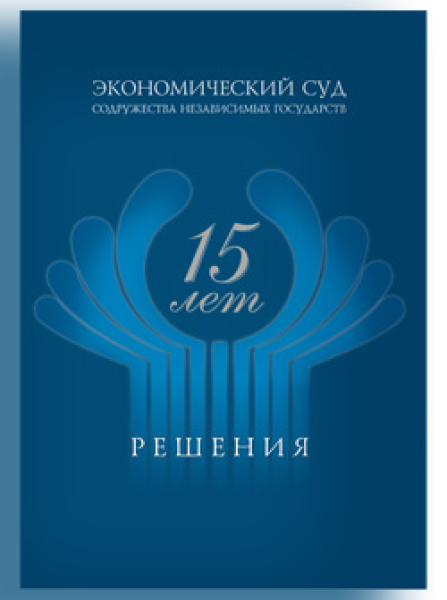 ЭКОНОМИЧЕСКИЙ СУД
СОДРУЖЕСТВА НЕЗАВИСИМЫХ ГОСУДАРСТВ
15
лет
РЕШЕНИЯ